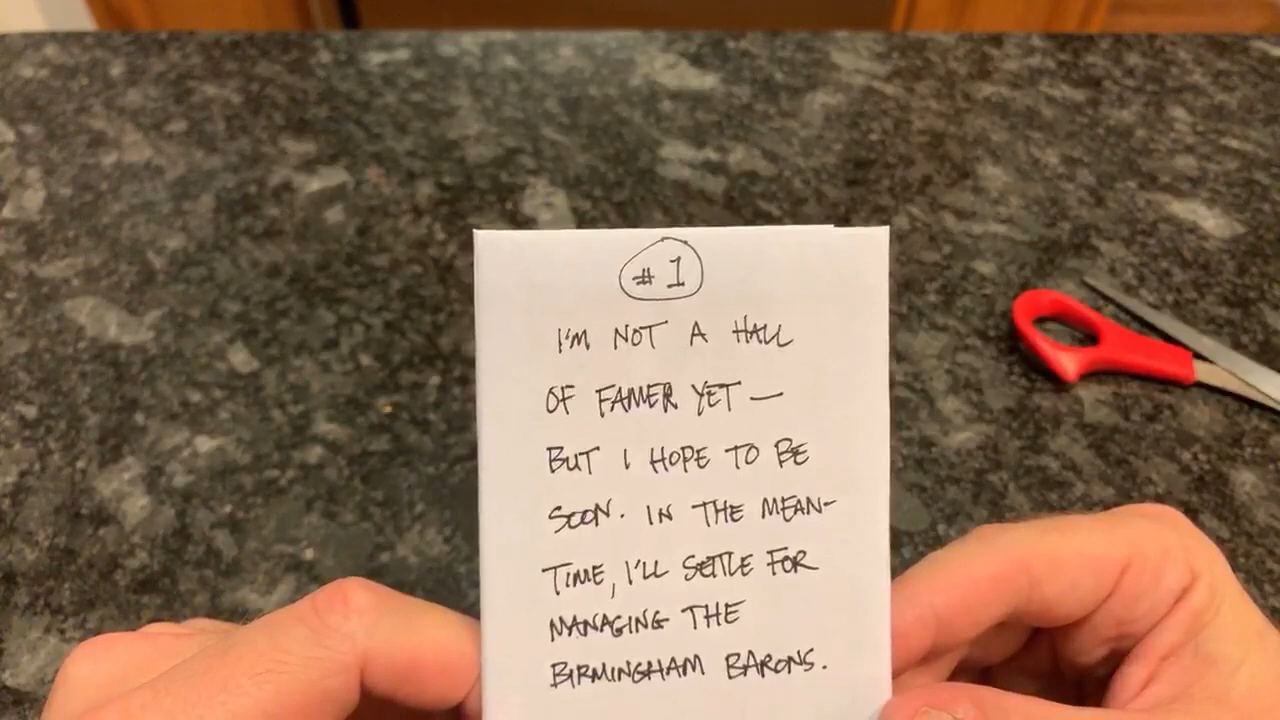 #1
I'M NOT A HALL
OF FAMER YET —
BUT I HOPE TO BE
SOON. IN THE MEAN-
TIME, I'LL SETTLE FOR
MANAGING THE
BIRMINGHAM BARONS.